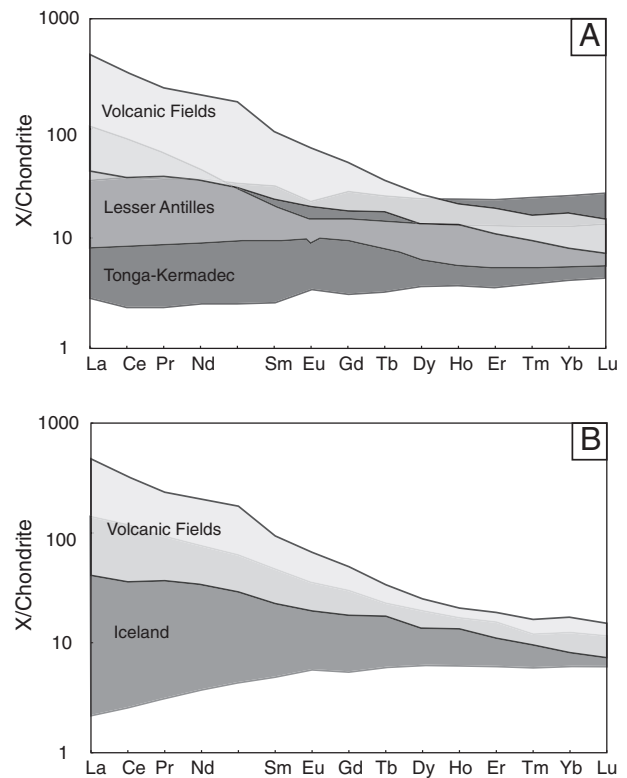 1000
A
Volcanic Fields
100
X/Chondrite
Lesser Antilles
10
Tonga-Kermadec
1
La Ce Pr Nd Sm Eu Gd Tb Dy Ho Er Tm Yb Lu
1000
B
Volcanic Fields
100
X/Chondrite
Iceland
10
1
La Ce Pr Nd Sm Eu Gd Tb Dy Ho Er Tm Yb Lu